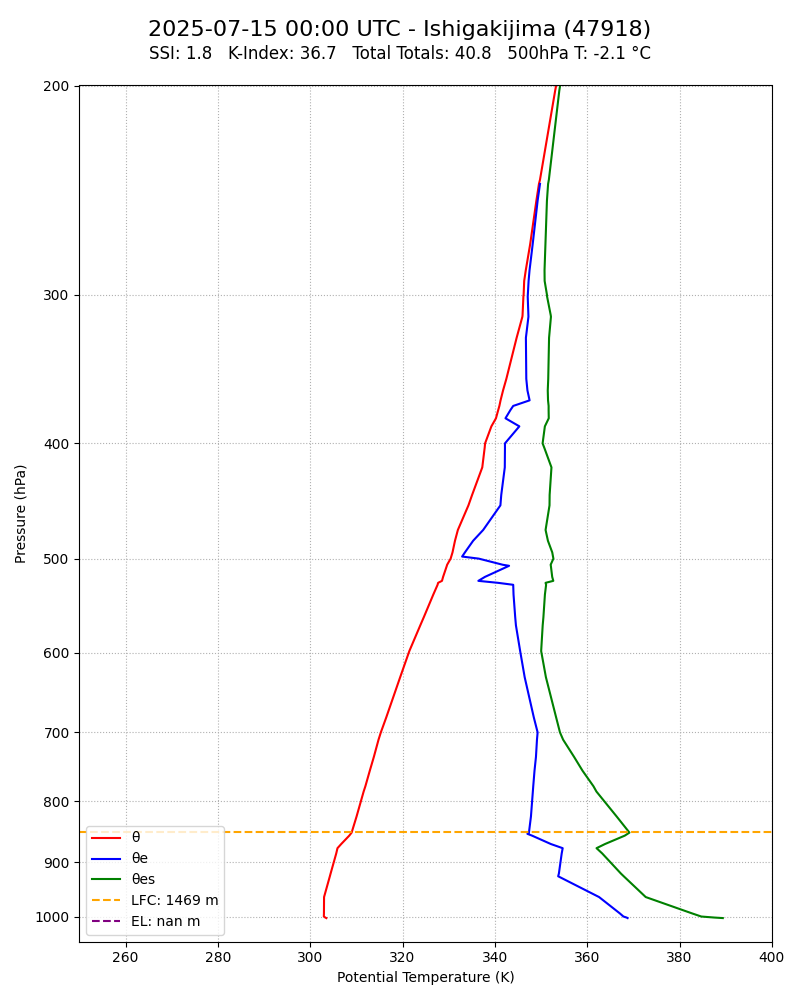 2025-07-15 00:00 UTC - Ishigakijima (47918)
SSI: 1.8 K-Index: 36.7 Total Totals: 40.8 500hPa T: -2.1 °C
200
300
400
500
600
700
800
900
1000
Pressure (hPa)
θ
θe
θes
LFC: 1469 m
EL: nan m
260 280 300 320 340 360 380 400
Potential Temperature (K)